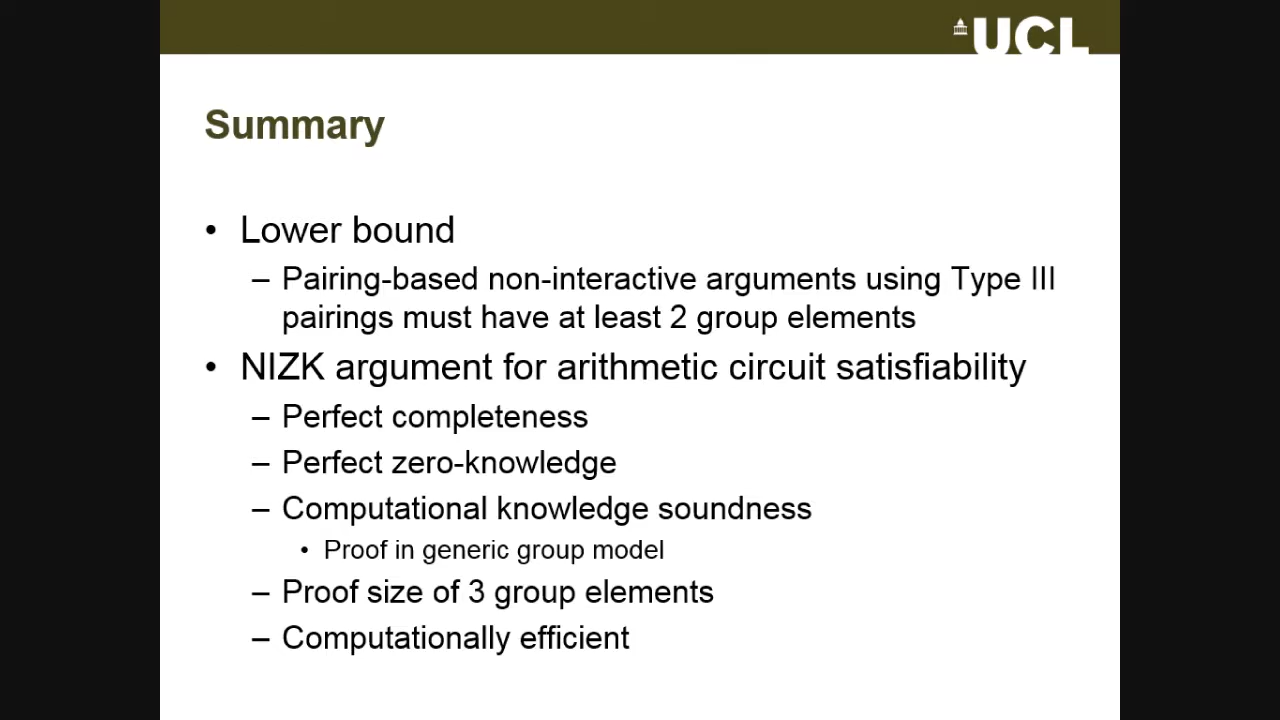 UCL
Summary
• Lower bound
– Pairing-based non-interactive arguments using Type III
pairings must have at least 2 group elements
• NIZK argument for arithmetic circuit satisfiability
– Perfect completeness
– Perfect zero-knowledge
– Computational knowledge soundness
• Proof in generic group model
– Proof size of 3 group elements
– Computationally efficient